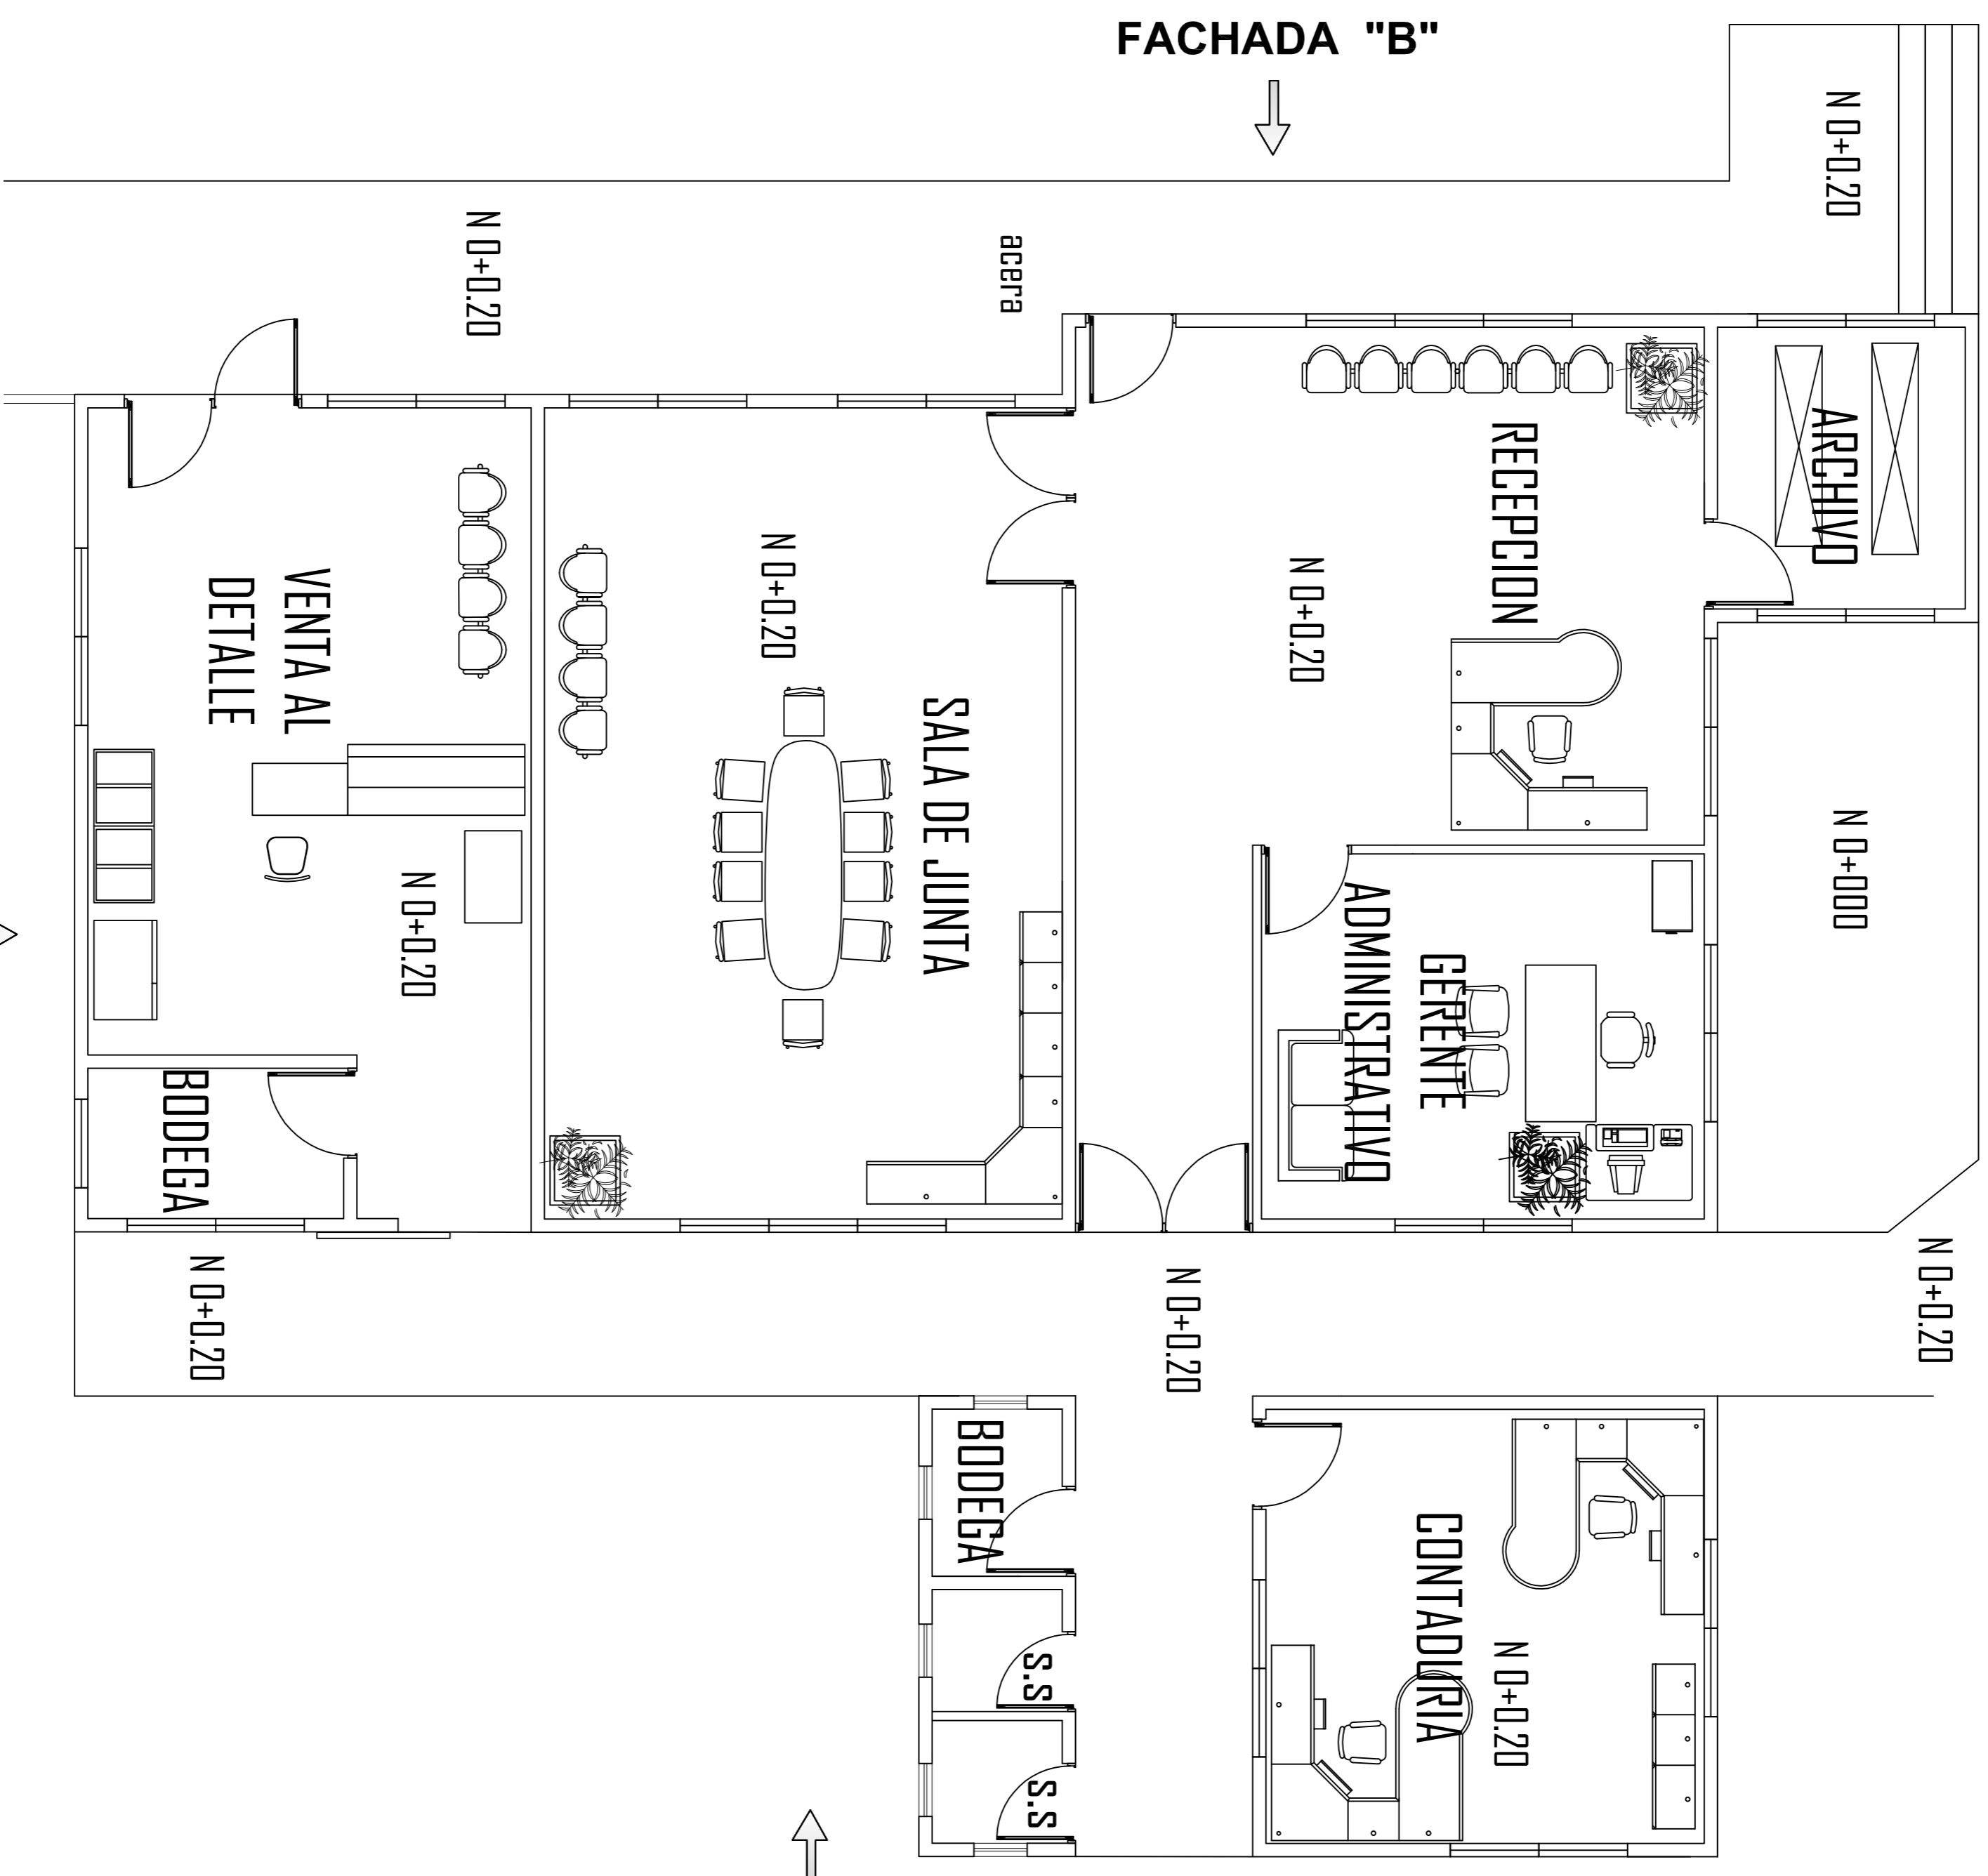 FACHADA "B"
N 0+0.20
N 0+0.20
acera
ARCHIVO
RECEPCION
N 0+0.20
N 0+0.20
VENTA AL
DETALLE
SALA DE JUNTA
N 0+000
N 0+0.20
GERENTE
ADMINISTRATIVO
BODEGA
N 0+0.20
N 0+0.20
N 0+0.20
BODEGA
CONTADURIA
N 0+0.20
S.S
S.S